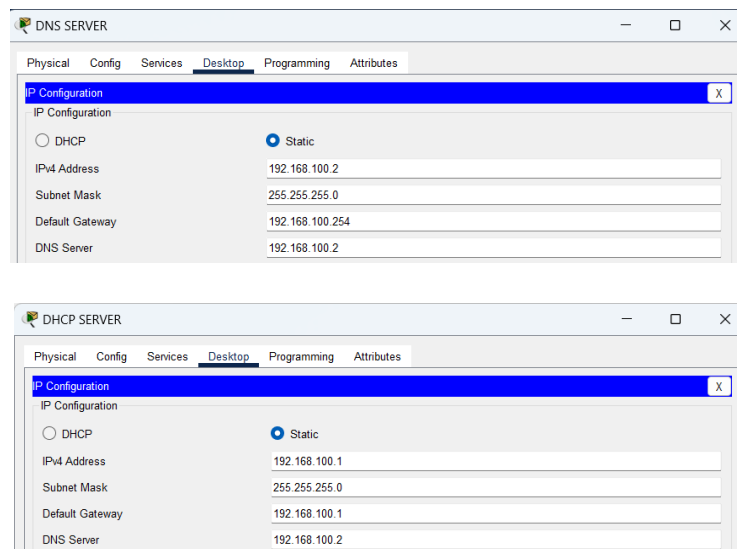 DNS SERVER
Physical Config Services Desktop Programming Attributes
IP Configuration X
IP Configuration
DHCP Static
IPv4 Address 192.168.100.2
Subnet Mask 255.255.255.0
Default Gateway 192.168.100.254
DNS Server 192.168.100.2
DHCP SERVER
Physical Config Services Desktop Programming Attributes
IP Configuration X
IP Configuration
DHCP Static
IPv4 Address 192.168.100.1
Subnet Mask 255.255.255.0
Default Gateway 192.168.100.1
DNS Server 192.168.100.2